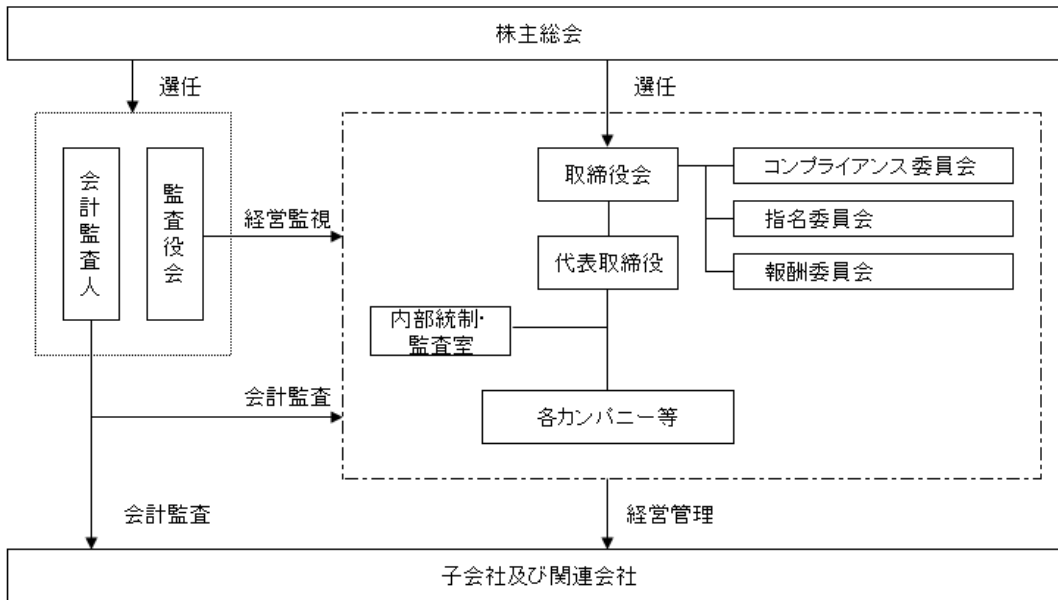 株主総会
選任
選任
会計監査人
監査役会
経営監視
取締役会
コンプライアンス委員会
指名委員会
代表取締役
報酬委員会
内部統制・
監査室
会計監査
各カンパニー等
会計監査
経営管理
子会社及び関連会社